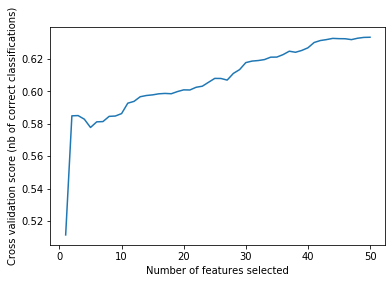 Cross validation score (nb of correct classifications)
0.62
0.60
0.58
0.56
0.54
0.52
0 10 20 30 40 50
Number of features selected